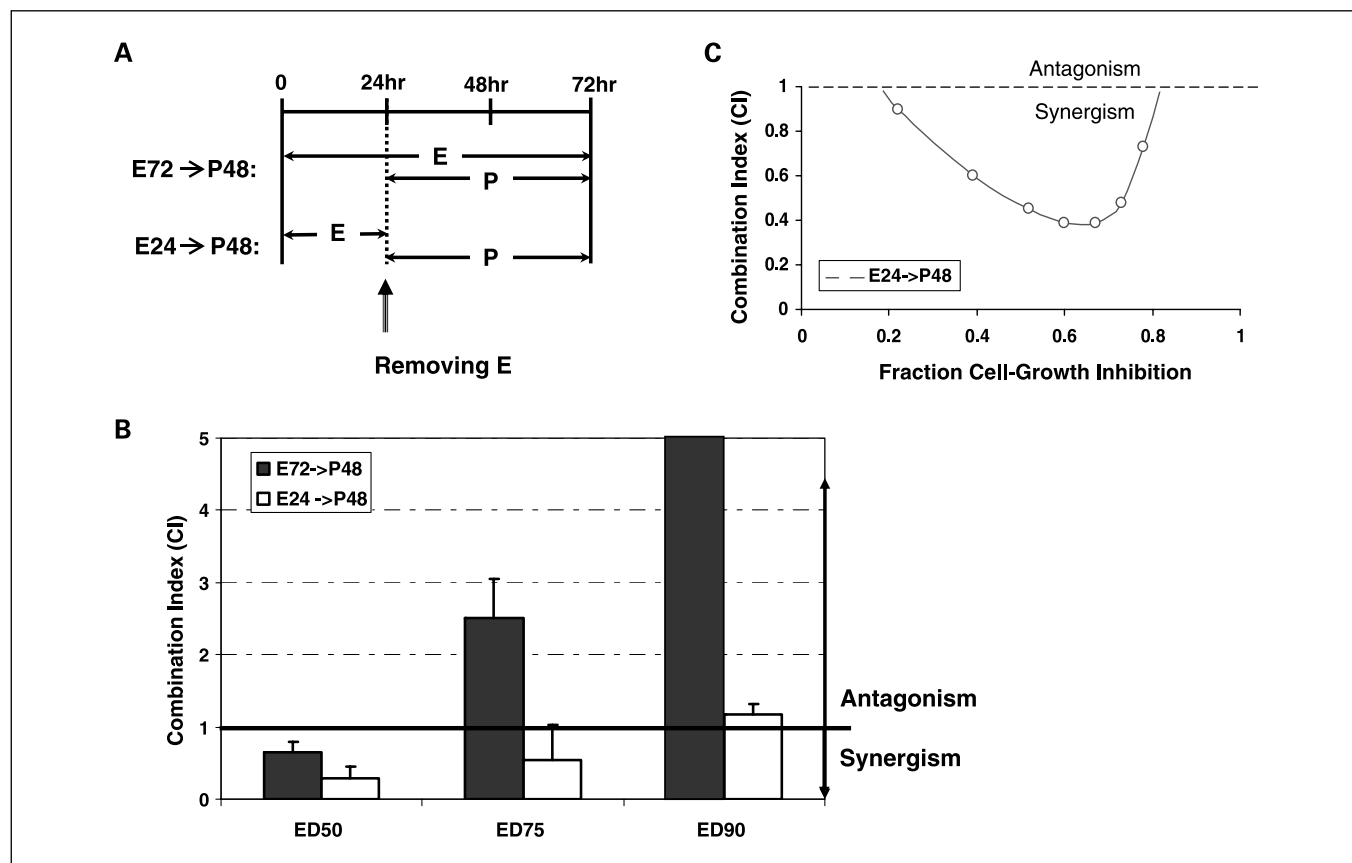 A
0 24hr 48hr 72hr
E72 → P48:
E
P
E24 → P48:
E
P
Removing E
C
Antagonism
Synergism
Combination Index (CI)
1
0.8
0.6
0.4
0.2
0
E24->P48
0 0.2 0.4 0.6 0.8 1
Fraction Cell-Growth Inhibition
B
Combination Index (CI)
5
4
3
2
1
0
E72->P48
E24 ->P48
Antagonism
Synergism
ED50 ED75 ED90